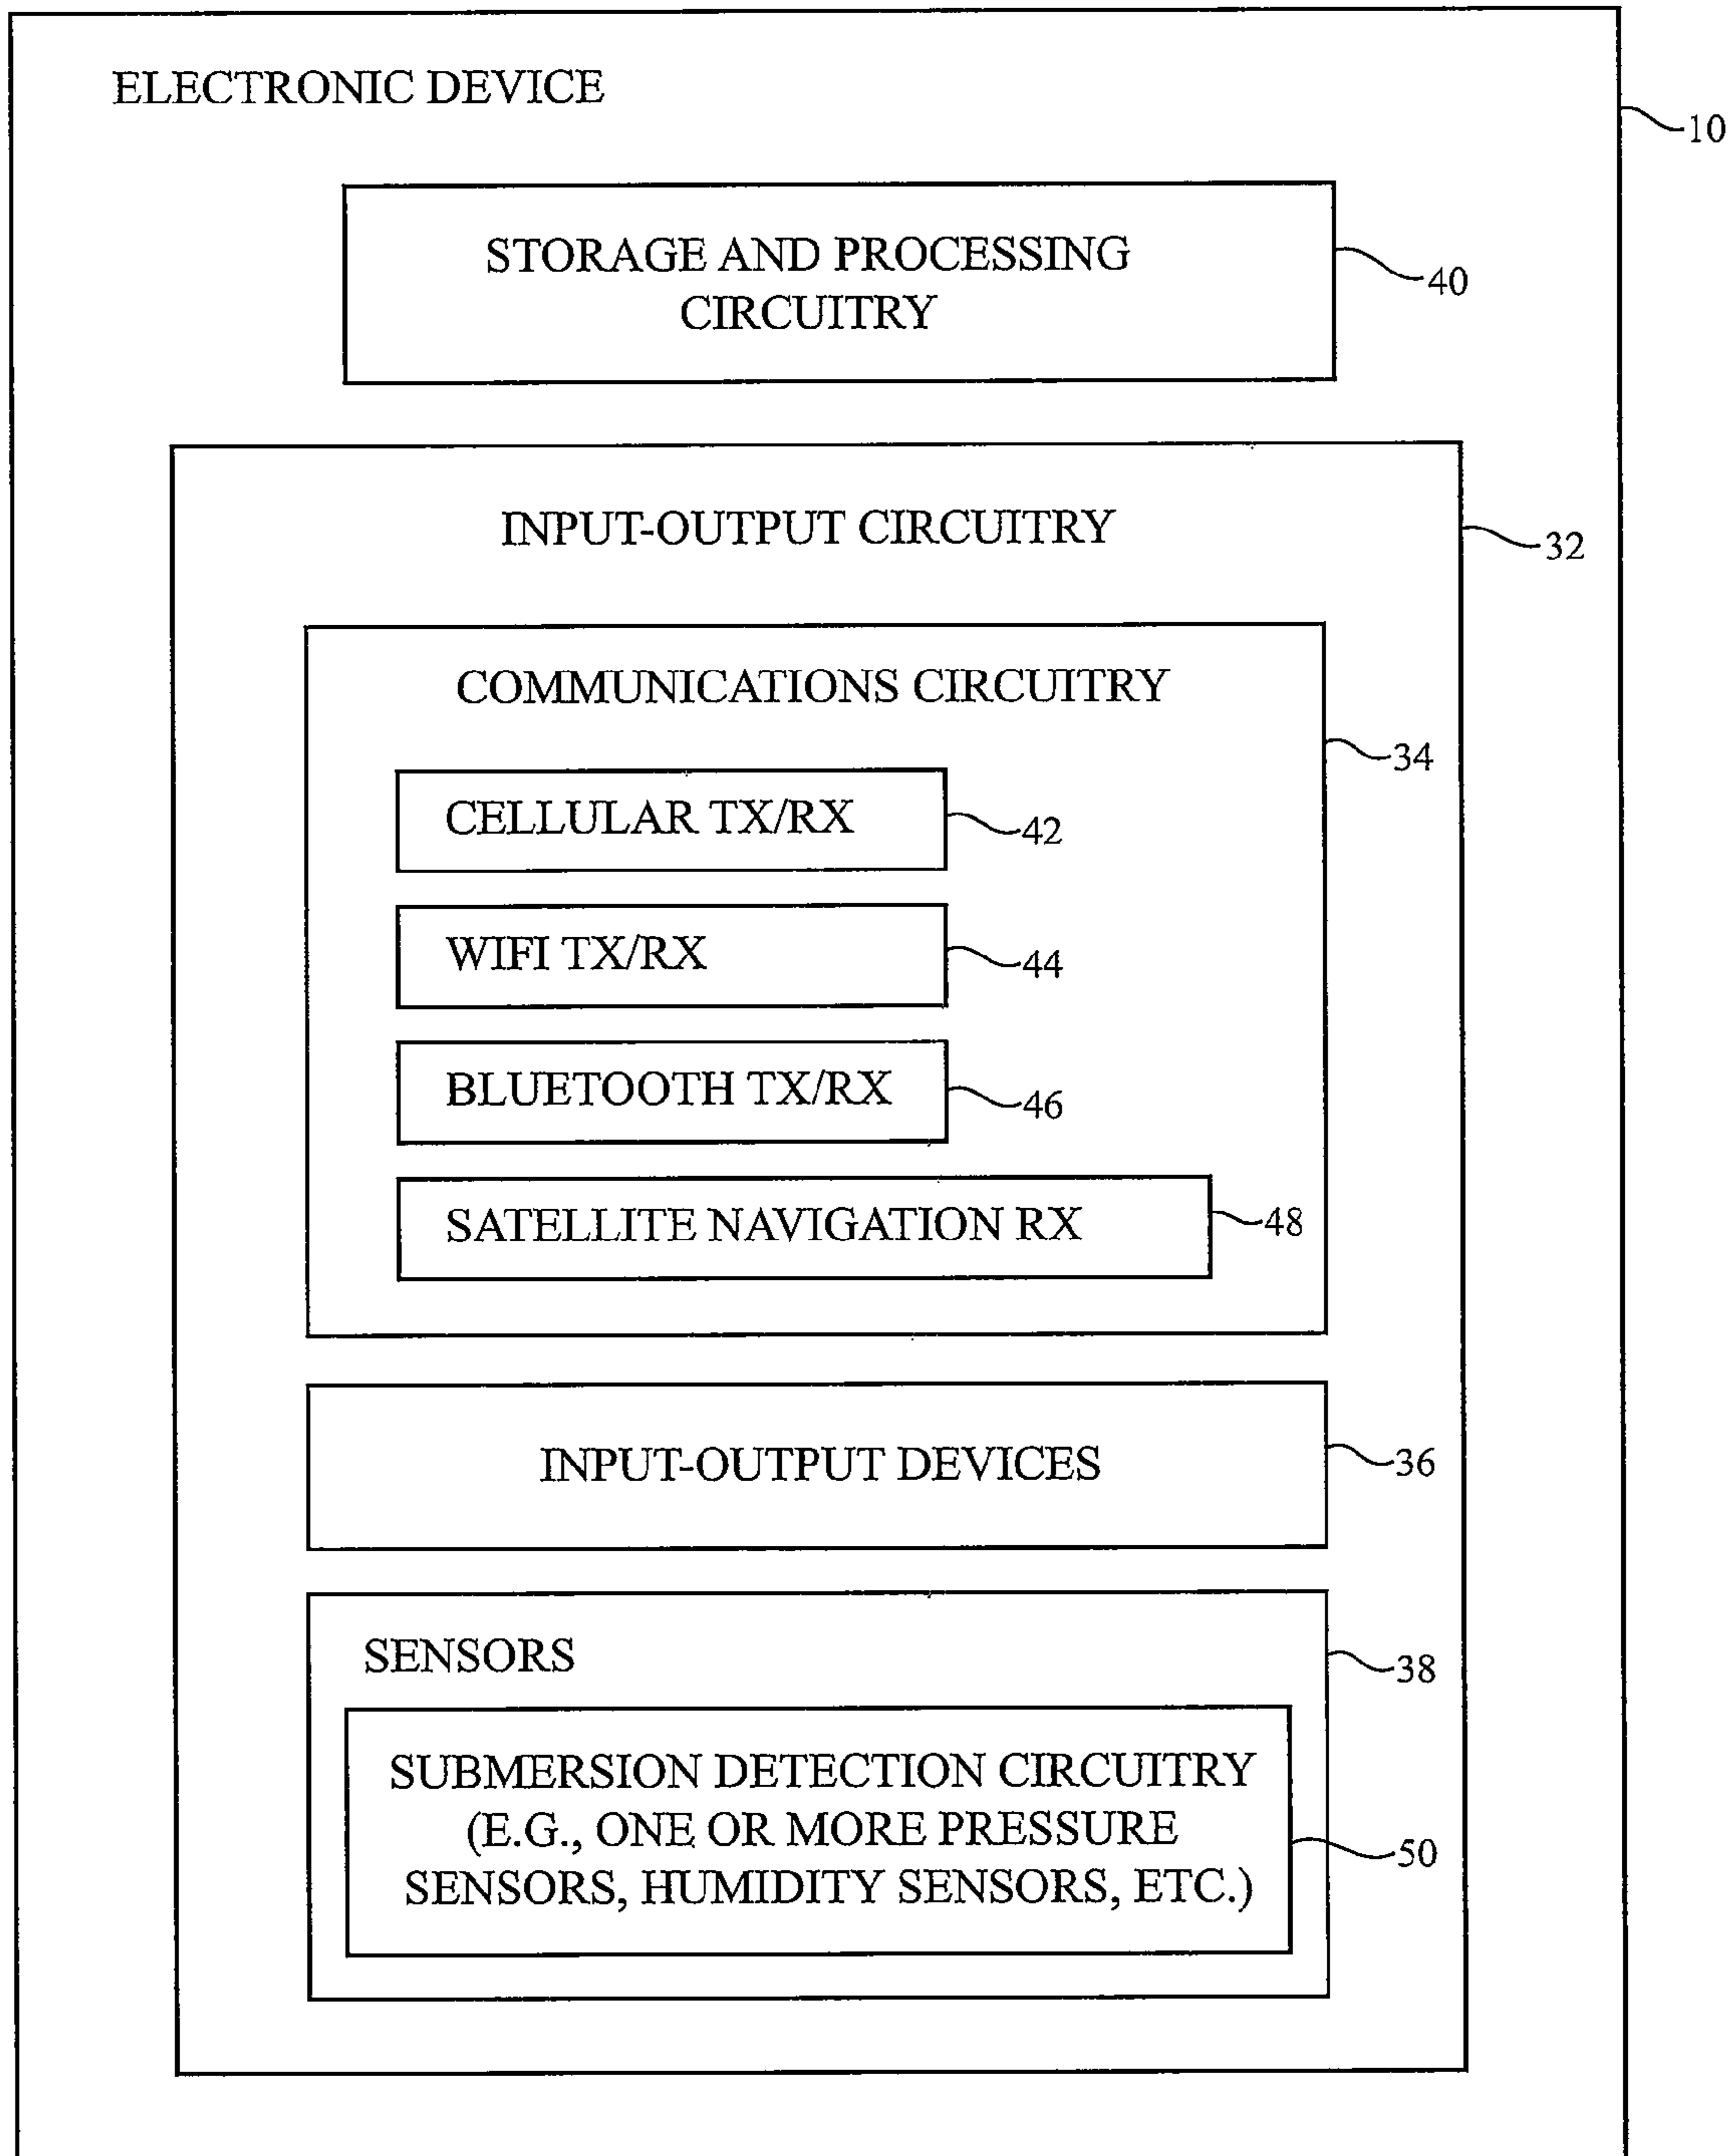 ELECTRONIC DEVICE
10
STORAGE AND PROCESSING
CIRCUITRY
40
INPUT-OUTPUT CIRCUITRY
32
COMMUNICATIONS CIRCUITRY
34
CELLULAR TX/RX
42
WIFI TX/RX
44
BLUETOOTH TX/RX
46
SATELLITE NAVIGATION RX
48
INPUT-OUTPUT DEVICES
36
SENSORS
38
SUBMERSION DETECTION CIRCUITRY
(E.G., ONE OR MORE PRESSURE
SENSORS, HUMIDITY SENSORS, ETC.)
50